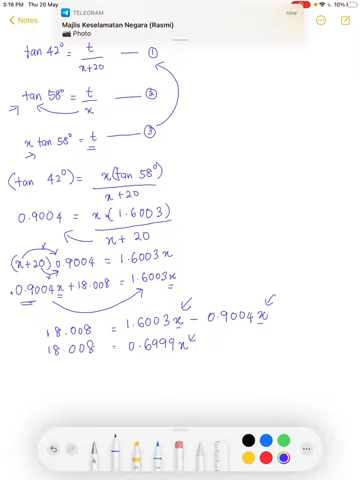 3:16 PM Thu 20 May
TELEGRAM
now
Majlis Keselamatan Negara (Rasmi)
📷 Photo
Notes
tan 42° = t / x+20 —— ①
tan 58° = t / x —— ②
x tan 58° = t —— ③
(tan 42°) = x(tan 58°) / x+20
0.9004 = x(1.6003) / x+20
(x+20) 0.9004 = 1.6003x
0.9004x + 18.008 = 1.6003x
18.008 = 1.6003x - 0.9004x
18.008 = 0.6999x
A